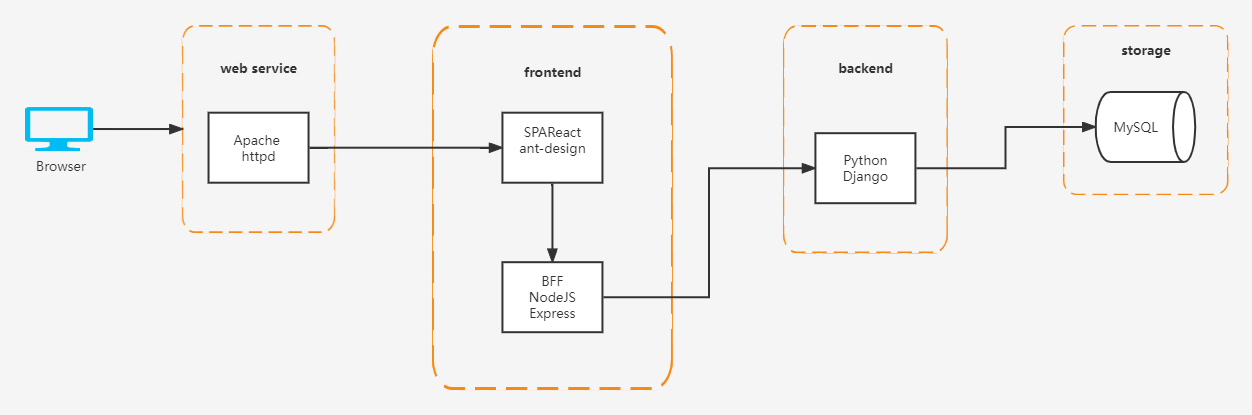 Browser
web service
Apache
httpd
frontend
SPAReact
ant-design
BFF
NodeJS
Express
backend
Python
Django
storage
MySQL